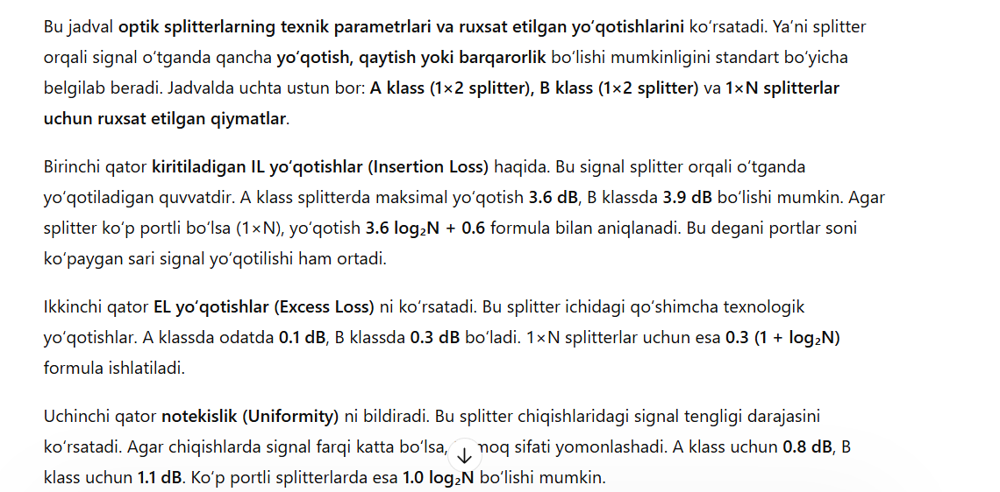 Bu jadval optik splitterlarning texnik parametrlari va ruxsat etilgan yo‘qotishlarini ko‘rsatadi. Ya’ni splitter
orqali signal o‘tganda qancha yo‘qotish, qaytish yoki barqarorlik bo‘lishi mumkinligini standart bo‘yicha
belgilab beradi. Jadvalda uchta ustun bor: A klass (1×2 splitter), B klass (1×2 splitter) va 1×N splitterlar
uchun ruxsat etilgan qiymatlar.
Birinchi qator kiritiladigan IL yo‘qotishlar (Insertion Loss) haqida. Bu signal splitter orqali o‘tganda
yo‘qotiladigan quvvatdir. A klass splitterda maksimal yo‘qotish 3.6 dB, B klassda 3.9 dB bo‘lishi mumkin. Agar
splitter ko‘p portli bo‘lsa (1×N), yo‘qotish 3.6 log₂N + 0.6 formula bilan aniqlanadi. Bu degani portlar soni
ko‘paygan sari signal yo‘qotilishi ham ortadi.
Ikkinchi qator EL yo‘qotishlar (Excess Loss) ni ko‘rsatadi. Bu splitter ichidagi qo‘shimcha texnologik
yo‘qotishlar. A klassda odatda 0.1 dB, B klassda 0.3 dB bo‘ladi. 1×N splitterlar uchun esa 0.3 (1 + log₂N)
formula ishlatiladi.
Uchinchi qator notekislik (Uniformity) ni bildiradi. Bu splitter chiqishlaridagi signal tengligi darajasini
ko‘rsatadi. Agar chiqishlarda signal farqi katta bo‘lsa, sifati yomonlashadi. A klass uchun 0.8 dB, B
klass uchun 1.1 dB. Ko‘p portli splitterlarda esa 1.0 log₂N bo‘lishi mumkin.